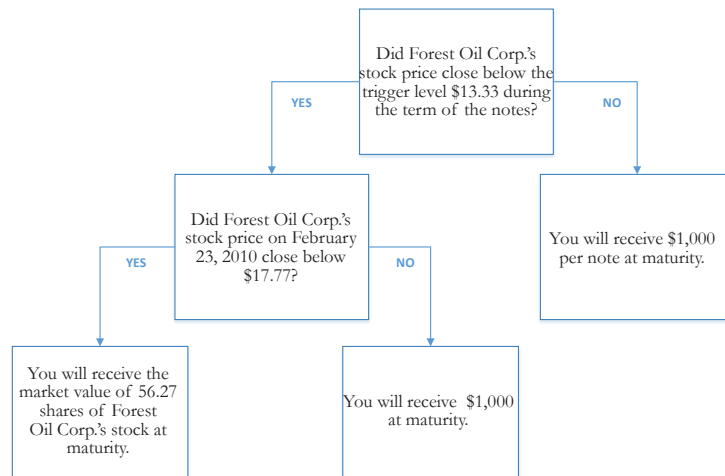 Did Forest Oil Corp.'s
stock price close below the
trigger level $13.33 during
the term of the notes?
YES
NO
Did Forest Oil Corp.'s
stock price on February
23, 2010 close below
$17.77?
You will receive $1,000
per note at maturity.
YES
NO
You will receive the
market value of 56.27
shares of Forest
Oil Corp.'s stock at
maturity.
You will receive $1,000
at maturity.